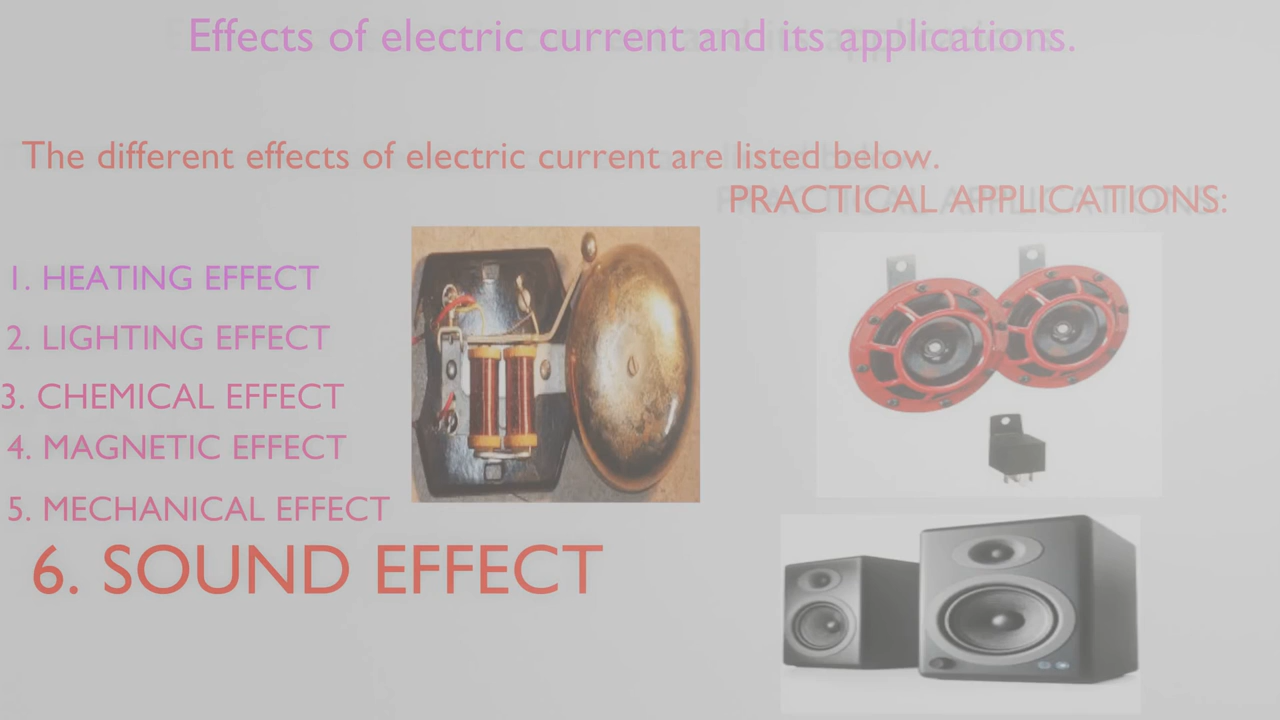 Effects of electric current and its applications.
The different effects of electric current are listed below.
PRACTICAL APPLICATIONS:
1. HEATING EFFECT
2. LIGHTING EFFECT
3. CHEMICAL EFFECT
4. MAGNETIC EFFECT
5. MECHANICAL EFFECT
6. SOUND EFFECT